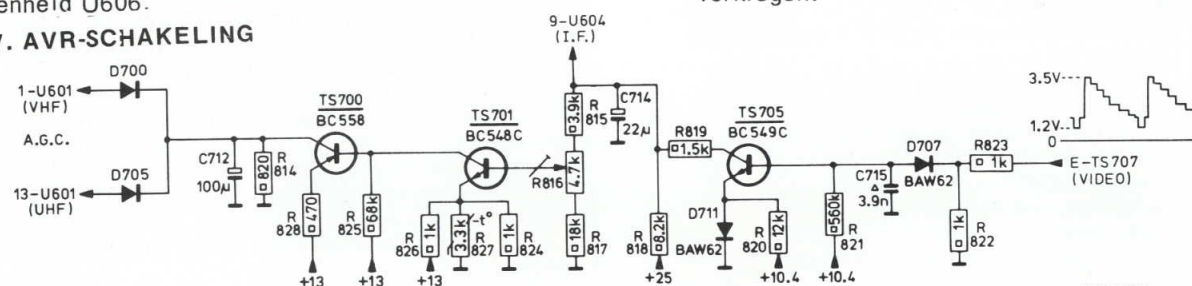 enheid U606.
verkregen.
V. AVR-SCHAKELING
9-U604
(I.F.)
D700
1-U601
(VHF)
A.G.C.
D705
13-U601
(UHF)
C712
100µ
R
814
820
TS700
BC558
R
828
470
+13
R
825
68k
+13
TS701
BC548C
R
826
1k
+13
3.3k
-t°
R
827
1k
R
824
R816
4.7k
3.9k
R
815
C714
22µ
18k
R
817
R
818
8.2k
+25
R819
1.5k
TS705
BC549C
D711
BAW62
R
820
12k
+10.4
560k
R
821
+10.4
C715
3.9n
D707
BAW62
R823
1k
1k
R
822
E-TS707
(VIDEO)
3.5V
1.2V
0